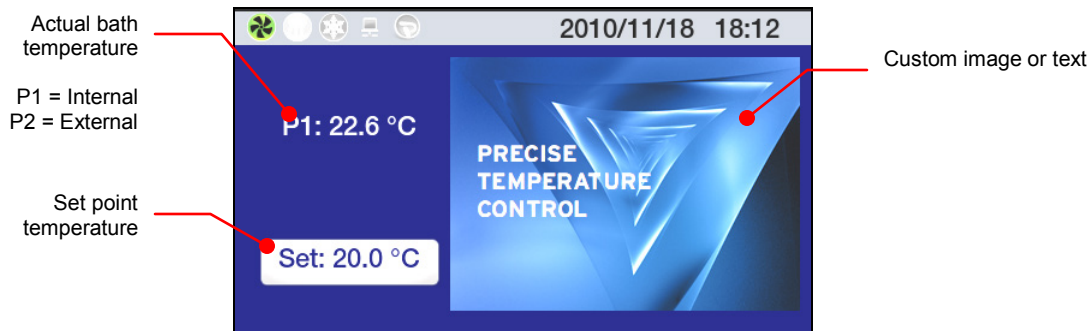 Actual bath
temperature
P1 = Internal
P2 = External
Set point
temperature
2010/11/18 18:12
P1: 22.6 °C
Set: 20.0 °C
PRECISE
TEMPERATURE
CONTROL
Custom image or text